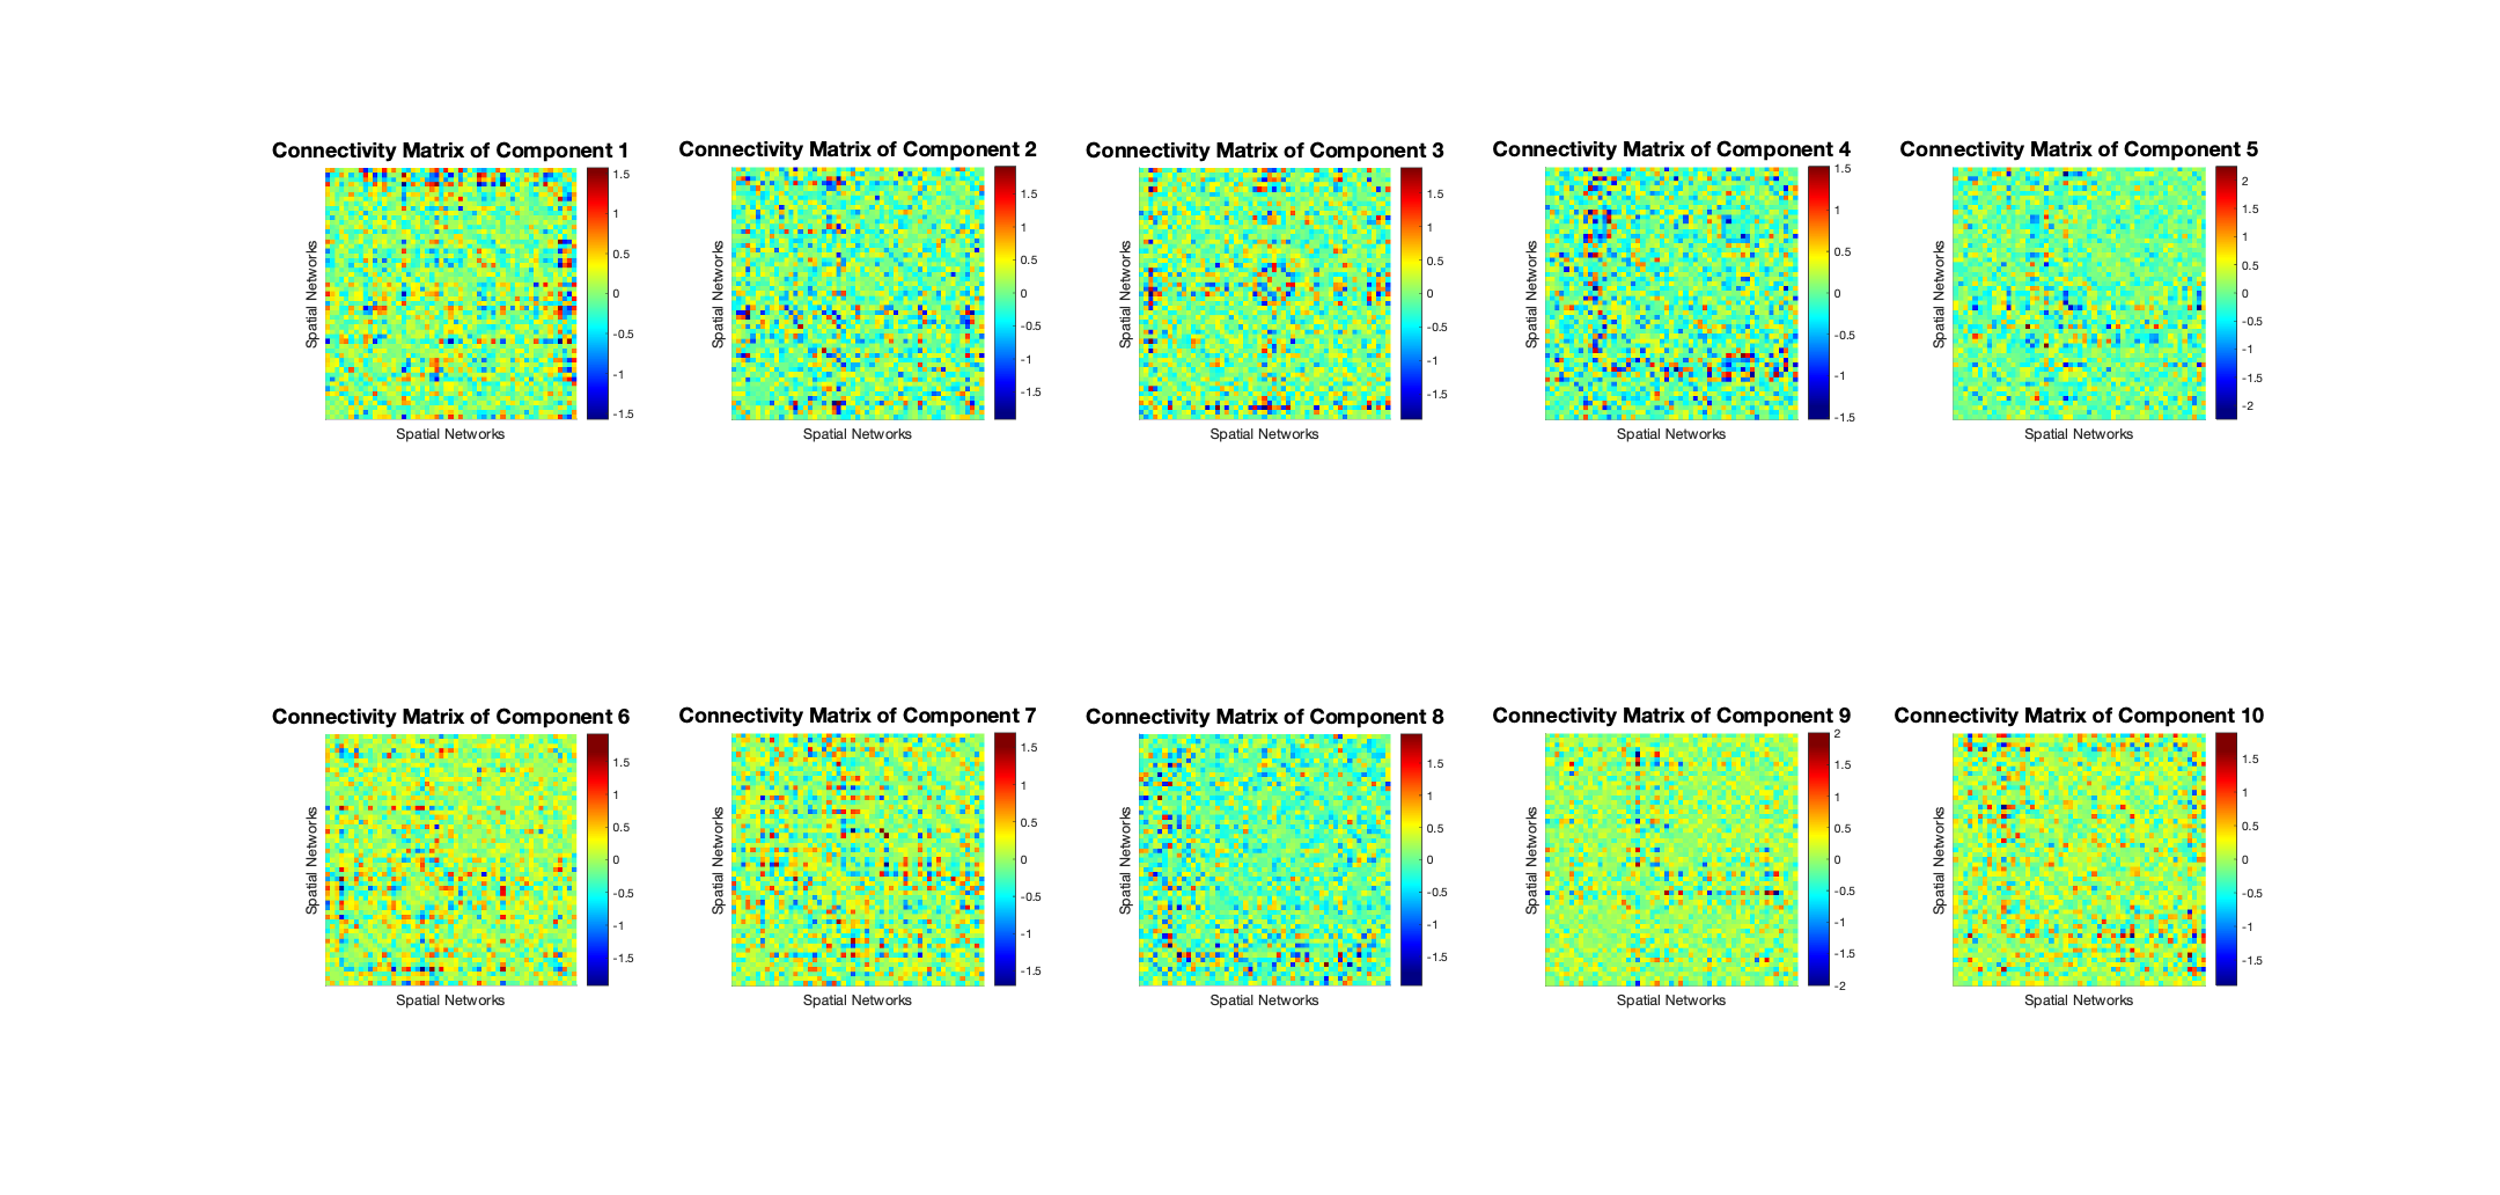 Connectivity Matrix of Component 1
Spatial Networks
1.5
1
0.5
0
-0.5
-1
-1.5
Spatial Networks
Connectivity Matrix of Component 2
Spatial Networks
1.5
1
0.5
0
-0.5
-1
-1.5
Spatial Networks
Connectivity Matrix of Component 3
Spatial Networks
1.5
1
0.5
0
-0.5
-1
-1.5
Spatial Networks
Connectivity Matrix of Component 4
Spatial Networks
1.5
1
0.5
0
-0.5
-1
-1.5
Spatial Networks
Connectivity Matrix of Component 5
Spatial Networks
2
1.5
1
0.5
0
-0.5
-1
-1.5
-2
Spatial Networks
Connectivity Matrix of Component 6
Spatial Networks
1.5
1
0.5
0
-0.5
-1
-1.5
Spatial Networks
Connectivity Matrix of Component 7
Spatial Networks
1.5
1
0.5
0
-0.5
-1
-1.5
Spatial Networks
Connectivity Matrix of Component 8
Spatial Networks
1.5
1
0.5
0
-0.5
-1
-1.5
Spatial Networks
Connectivity Matrix of Component 9
Spatial Networks
2
1.5
1
0.5
0
-0.5
-1
-1.5
-2
Spatial Networks
Connectivity Matrix of Component 10
Spatial Networks
1.5
1
0.5
0
-0.5
-1
-1.5
Spatial Networks